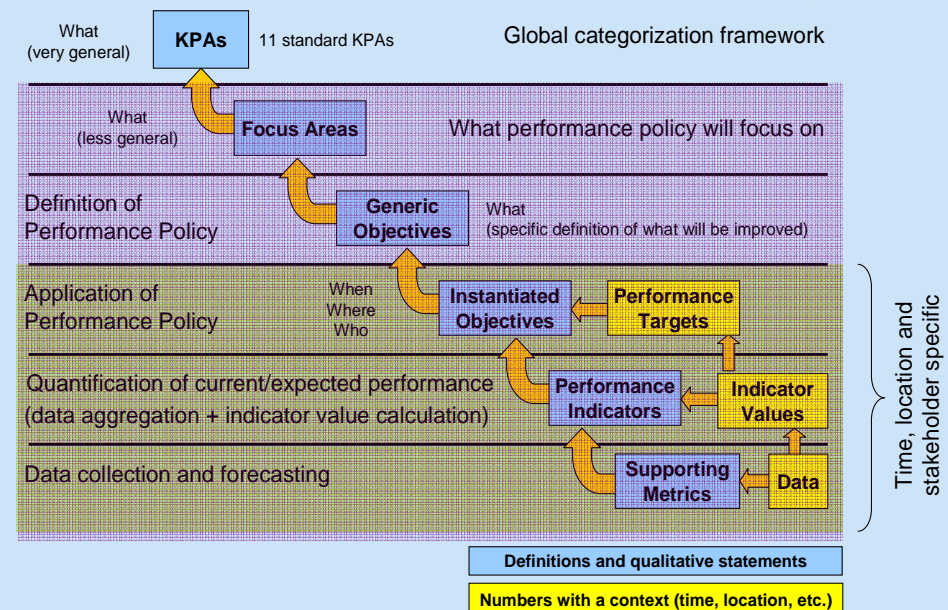 What
(very general)
KPAs
11 standard KPAs
Global categorization framework
What
(less general)
Focus Areas
What performance policy will focus on
Definition of
Performance Policy
Generic
Objectives
What
(specific definition of what will be improved)
Application of
Performance Policy
When
Where
Who
Instantiated
Objectives
Performance
Targets
Quantification of current/expected performance
(data aggregation + indicator value calculation)
Performance
Indicators
Indicator
Values
Data collection and forecasting
Supporting
Metrics
Data
Time, location and
stakeholder specific
Definitions and qualitative statements
Numbers with a context (time, location, etc.)